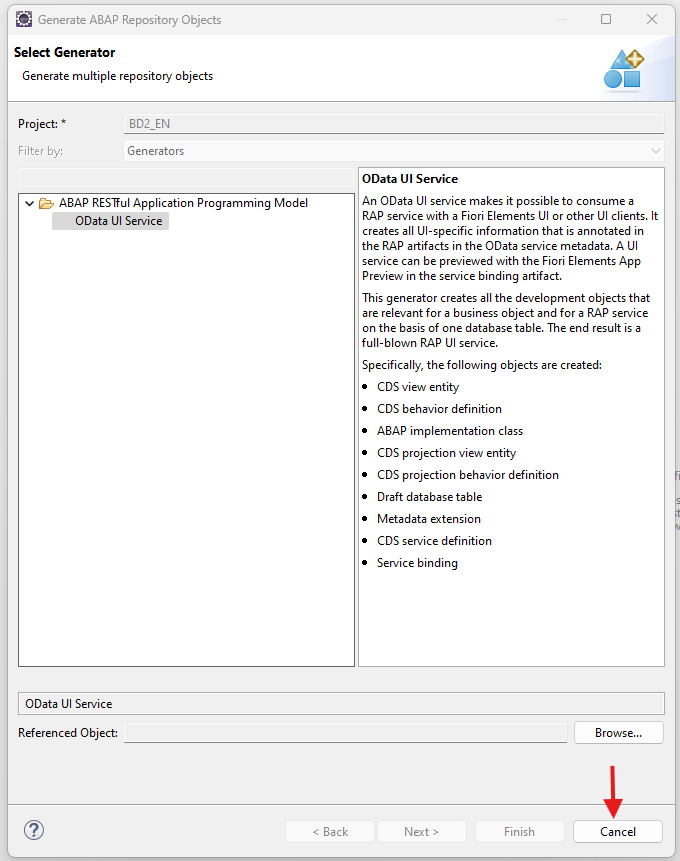 Generate ABAP Repository Objects
Select Generator
Generate multiple repository objects
Project: *
BD2_EN
Filter by:
Generators
ABAP RESTful Application Programming Model
OData UI Service
OData UI Service
An OData UI service makes it possible to consume a
RAP service with a Fiori Elements UI or other UI clients. It
creates all UI-specific information that is annotated in
the RAP artifacts in the OData service metadata. A UI
service can be previewed with the Fiori Elements App
Preview in the service binding artifact.
This generator creates all the development objects that
are relevant for a business object and for a RAP service
on the basis of one database table. The end result is a
full-blown RAP UI service.
Specifically, the following objects are created:
• CDS view entity
• CDS behavior definition
• ABAP implementation class
• CDS projection view entity
• CDS projection behavior definition
• Draft database table
• Metadata extension
• CDS service definition
• Service binding
OData UI Service
Referenced Object:
Browse...
?
< Back
Next >
Finish
Cancel